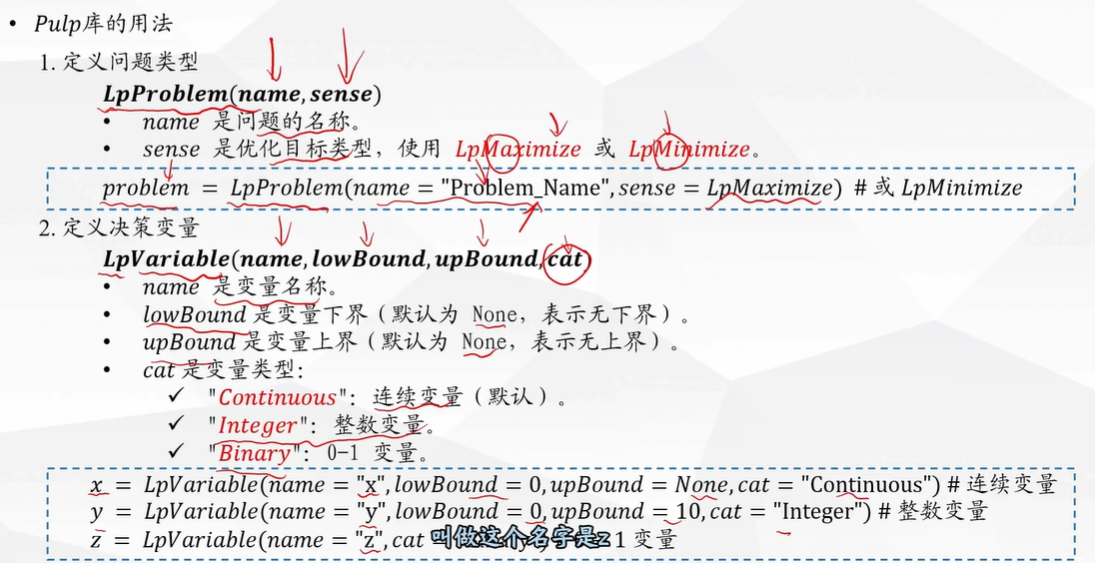 • Pulp库的用法
1. 定义问题类型
LpProblem(name, sense)
• name 是问题的名称。
• sense 是优化目标类型，使用 LpMaximize 或 LpMinimize。
problem = LpProblem(name = "Problem_Name", sense = LpMaximize) # 或 LpMinimize
2. 定义决策变量
LpVariable(name, lowBound, upBound, cat)
• name 是变量名称。
• lowBound 是变量下界（默认为 None，表示无下界）。
• upBound 是变量上界（默认为 None，表示无上界）。
• cat 是变量类型：
✓ "Continuous"：连续变量（默认）。
✓ "Integer"：整数变量。
✓ "Binary"：0-1 变量。
x = LpVariable(name = "x", lowBound = 0, upBound = None, cat = "Continuous") # 连续变量
y = LpVariable(name = "y", lowBound = 0, upBound = 10, cat = "Integer") # 整数变量
z = LpVariable(name = "z", cat 1 变量
叫做这个名字是z